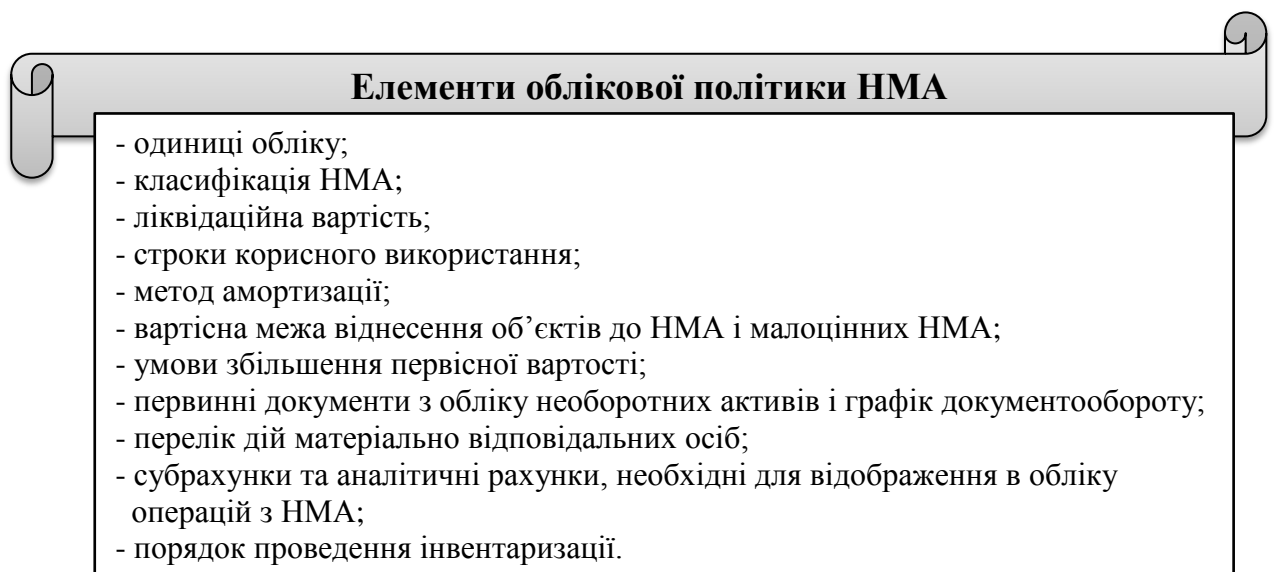 Елементи облікової політики НМА
- одиниці обліку;
- класифікація НМА;
- ліквідаційна вартість;
- строки корисного використання;
- метод амортизації;
- вартісна межа віднесення об’єктів до НМА і малоцінних НМА;
- умови збільшення первісної вартості;
- первинні документи з обліку необоротних активів і графік документообороту;
- перелік дій матеріально відповідальних осіб;
- субрахунки та аналітичні рахунки, необхідні для відображення в обліку
операцій з НМА;
- порядок проведення інвентаризації.